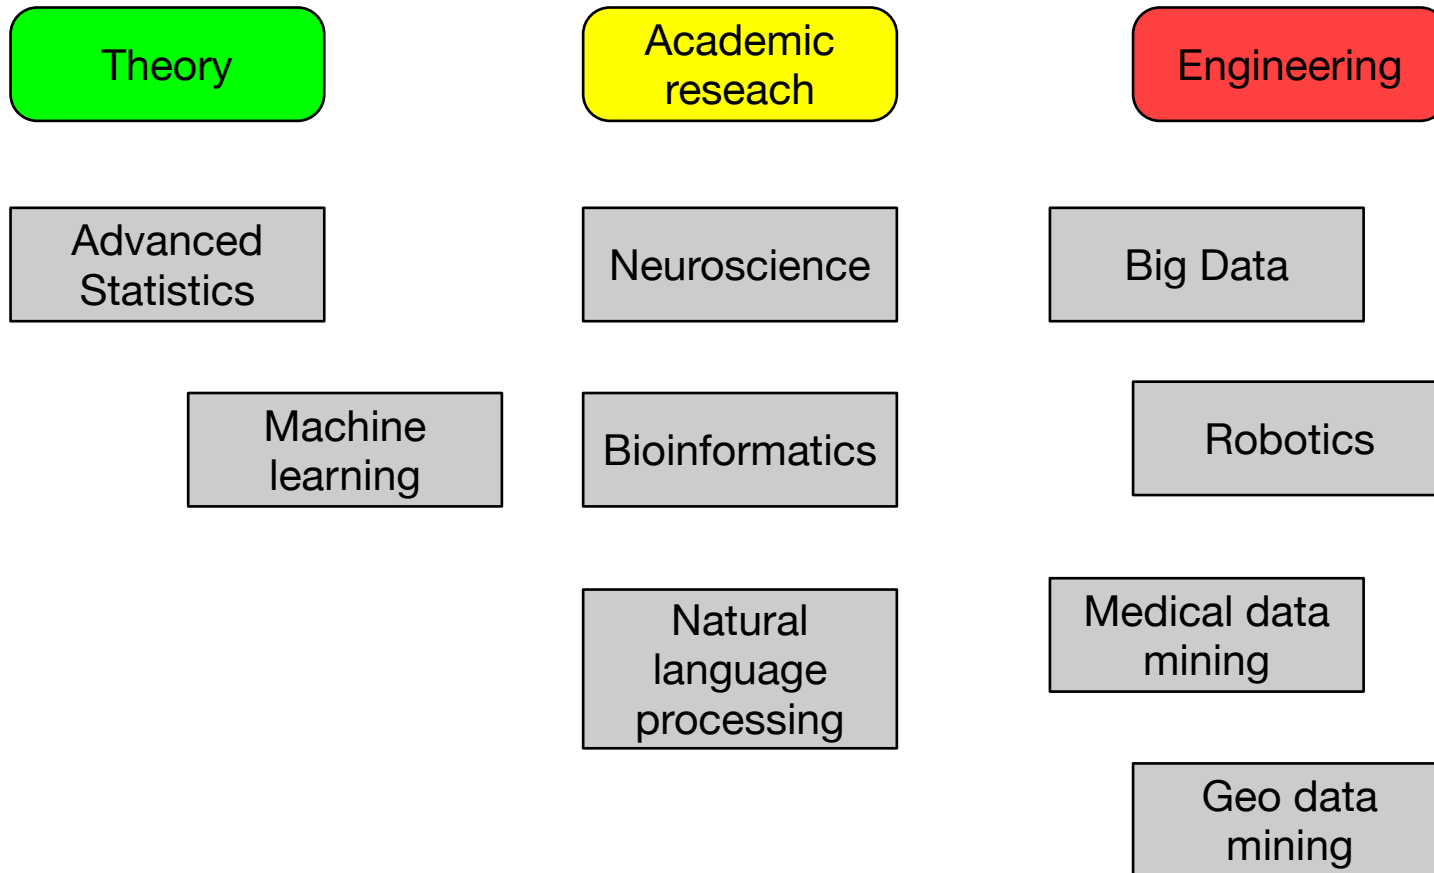 Theory
Academic
reseach
Engineering
Advanced
Statistics
Neuroscience
Big Data
Machine
learning
Bioinformatics
Robotics
Natural
language
processing
Medical data
mining
Geo data
mining